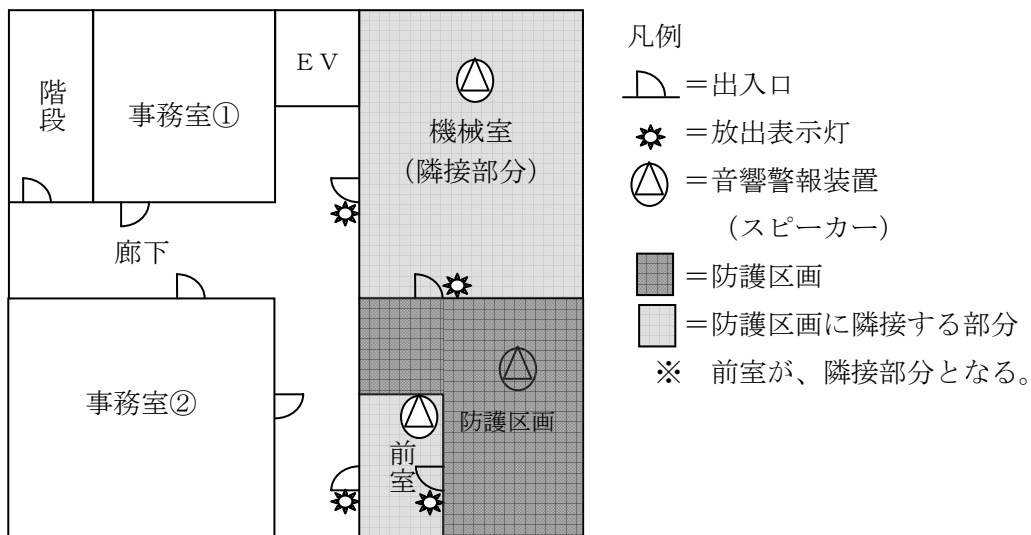 階段
事務室①
ＥＶ
機械室
（隣接部分）
廊下
事務室②
前室
防護区画
凡例
＝出入口
＝放出表示灯
＝音響警報装置
（スピーカー）
＝防護区画
＝防護区画に隣接する部分
※　前室が、隣接部分となる。